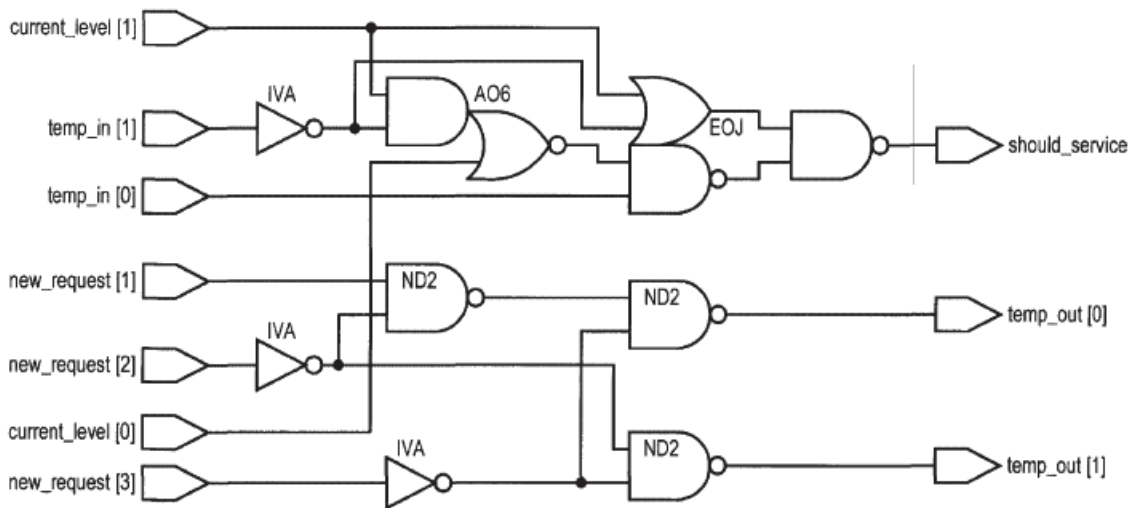 current_level [1]
IVA
AO6
temp_in [1]
EOJ
should_service
temp_in [0]
new_request [1]
ND2
ND2
temp_out [0]
IVA
new_request [2]
current_level [0]
IVA
ND2
new_request [3]
temp_out [1]